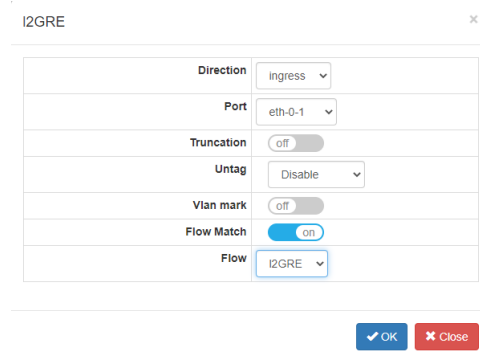 l2GRE ×
Direction ingress
Port eth-0-1
Truncation off
Untag Disable
Vlan mark off
Flow Match on
Flow l2GRE
OK Close